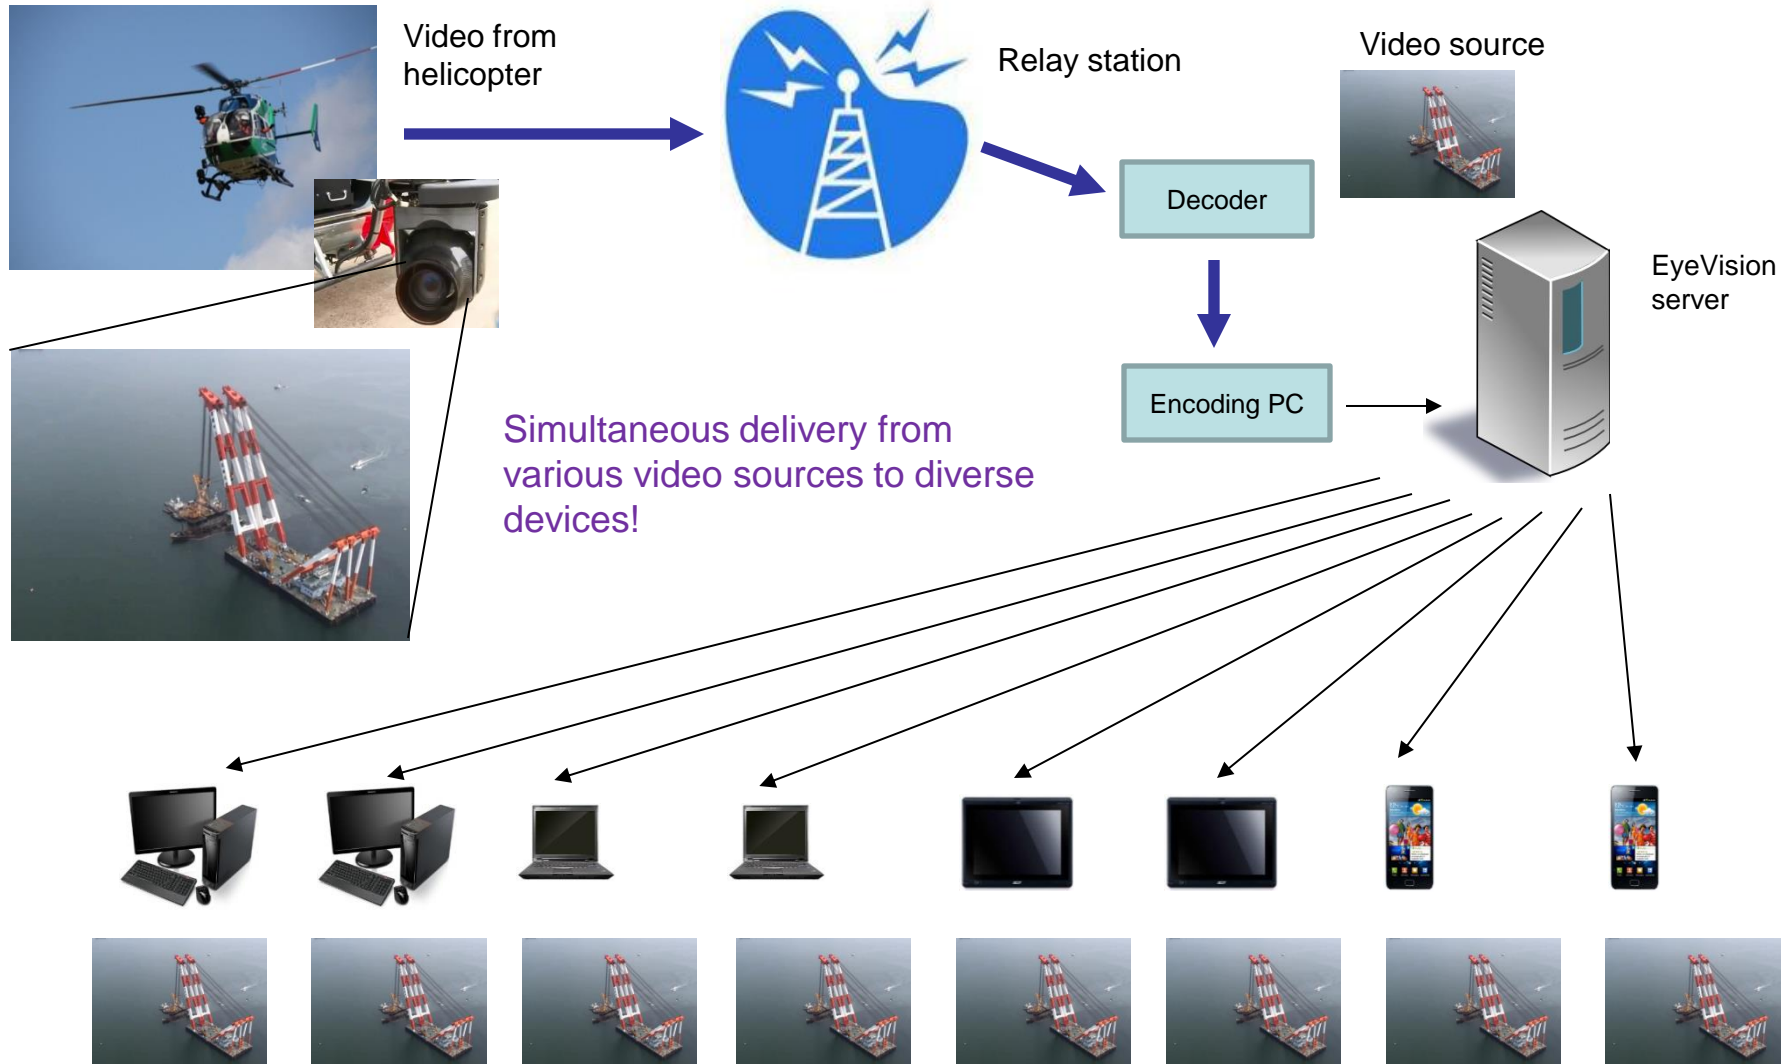 Video from
helicopter
Relay station
Video source
Decoder
EyeVision
server
Encoding PC
Simultaneous delivery from
various video sources to diverse
devices!